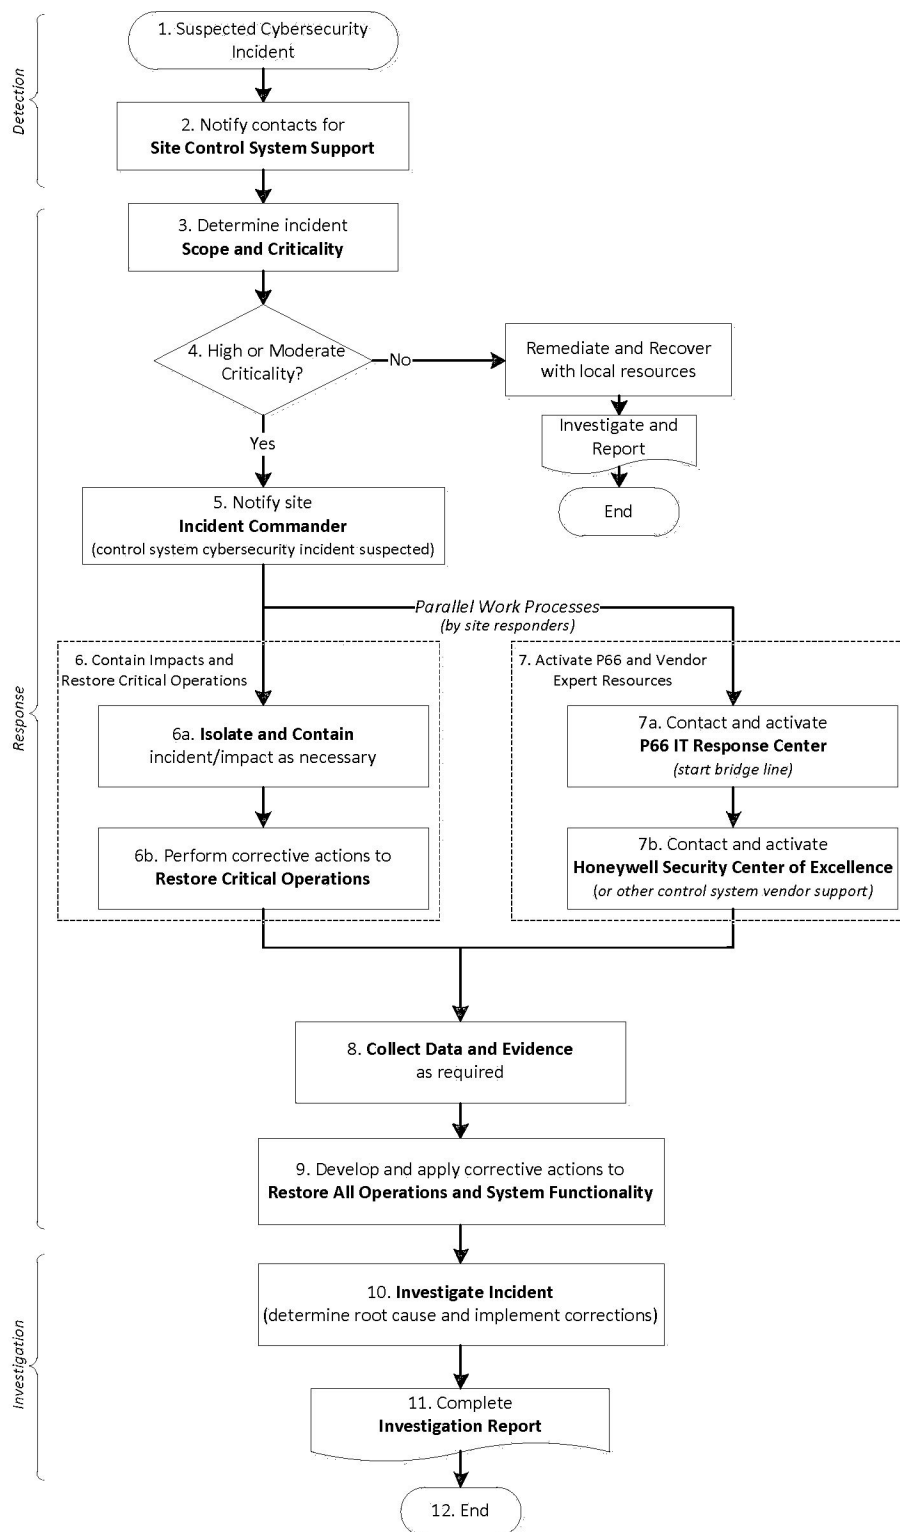 Detection
1. Suspected Cybersecurity
Incident
2. Notify contacts for
Site Control System Support
Response
3. Determine incident
Scope and Criticality
4. High or Moderate
Criticality?
No
Remediate and Recover
with local resources
Investigate and
Report
End
Yes
5. Notify site
Incident Commander
(control system cybersecurity incident suspected)
Parallel Work Processes
(by site responders)
6. Contain Impacts and
Restore Critical Operations
6a. Isolate and Contain
incident/impact as necessary
6b. Perform corrective actions to
Restore Critical Operations
7. Activate P66 and Vendor
Expert Resources
7a. Contact and activate
P66 IT Response Center
(start bridge line)
7b. Contact and activate
Honeywell Security Center of Excellence
(or other control system vendor support)
8. Collect Data and Evidence
as required
9. Develop and apply corrective actions to
Restore All Operations and System Functionality
Investigation
10. Investigate Incident
(determine root cause and implement corrections)
11. Complete
Investigation Report
12. End